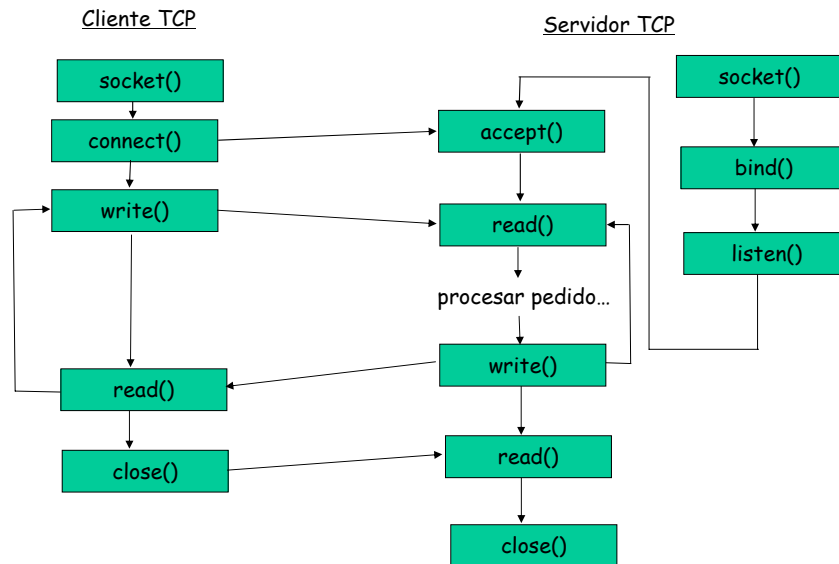 Cliente TCP
Servidor TCP
socket()
socket()
connect()
accept()
bind()
write()
read()
listen()
procesar pedido...
write()
read()
read()
close()
close()